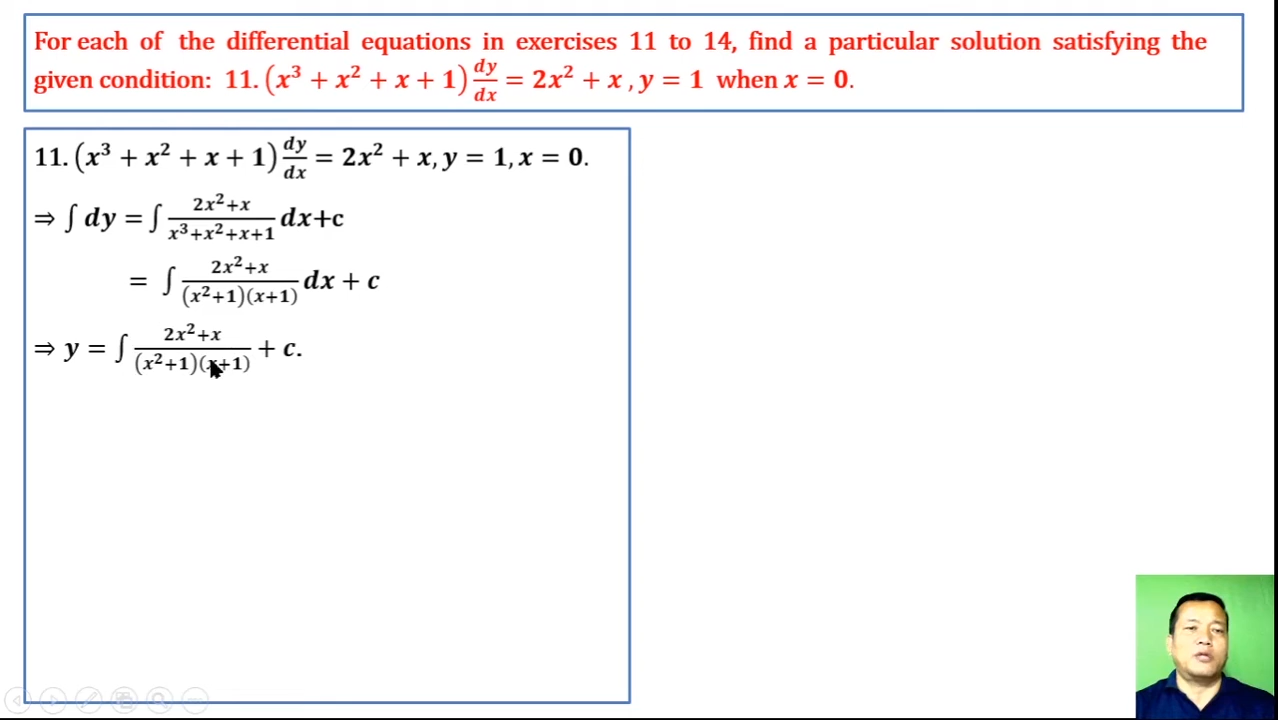 For each of the differential equations in exercises 11 to 14, find a particular solution satisfying the
given condition: 11. (x³ + x² + x + 1) dy/dx = 2x² + x , y = 1 when x = 0.
11. (x³ + x² + x + 1) dy/dx = 2x² + x, y = 1, x = 0.
⇒ ∫ dy = ∫ (2x²+x)/(x³+x²+x+1) dx+c
= ∫ (2x²+x)/((x²+1)(x+1)) dx + c
⇒ y = ∫ (2x²+x)/((x²+1)(x+1)) + c.